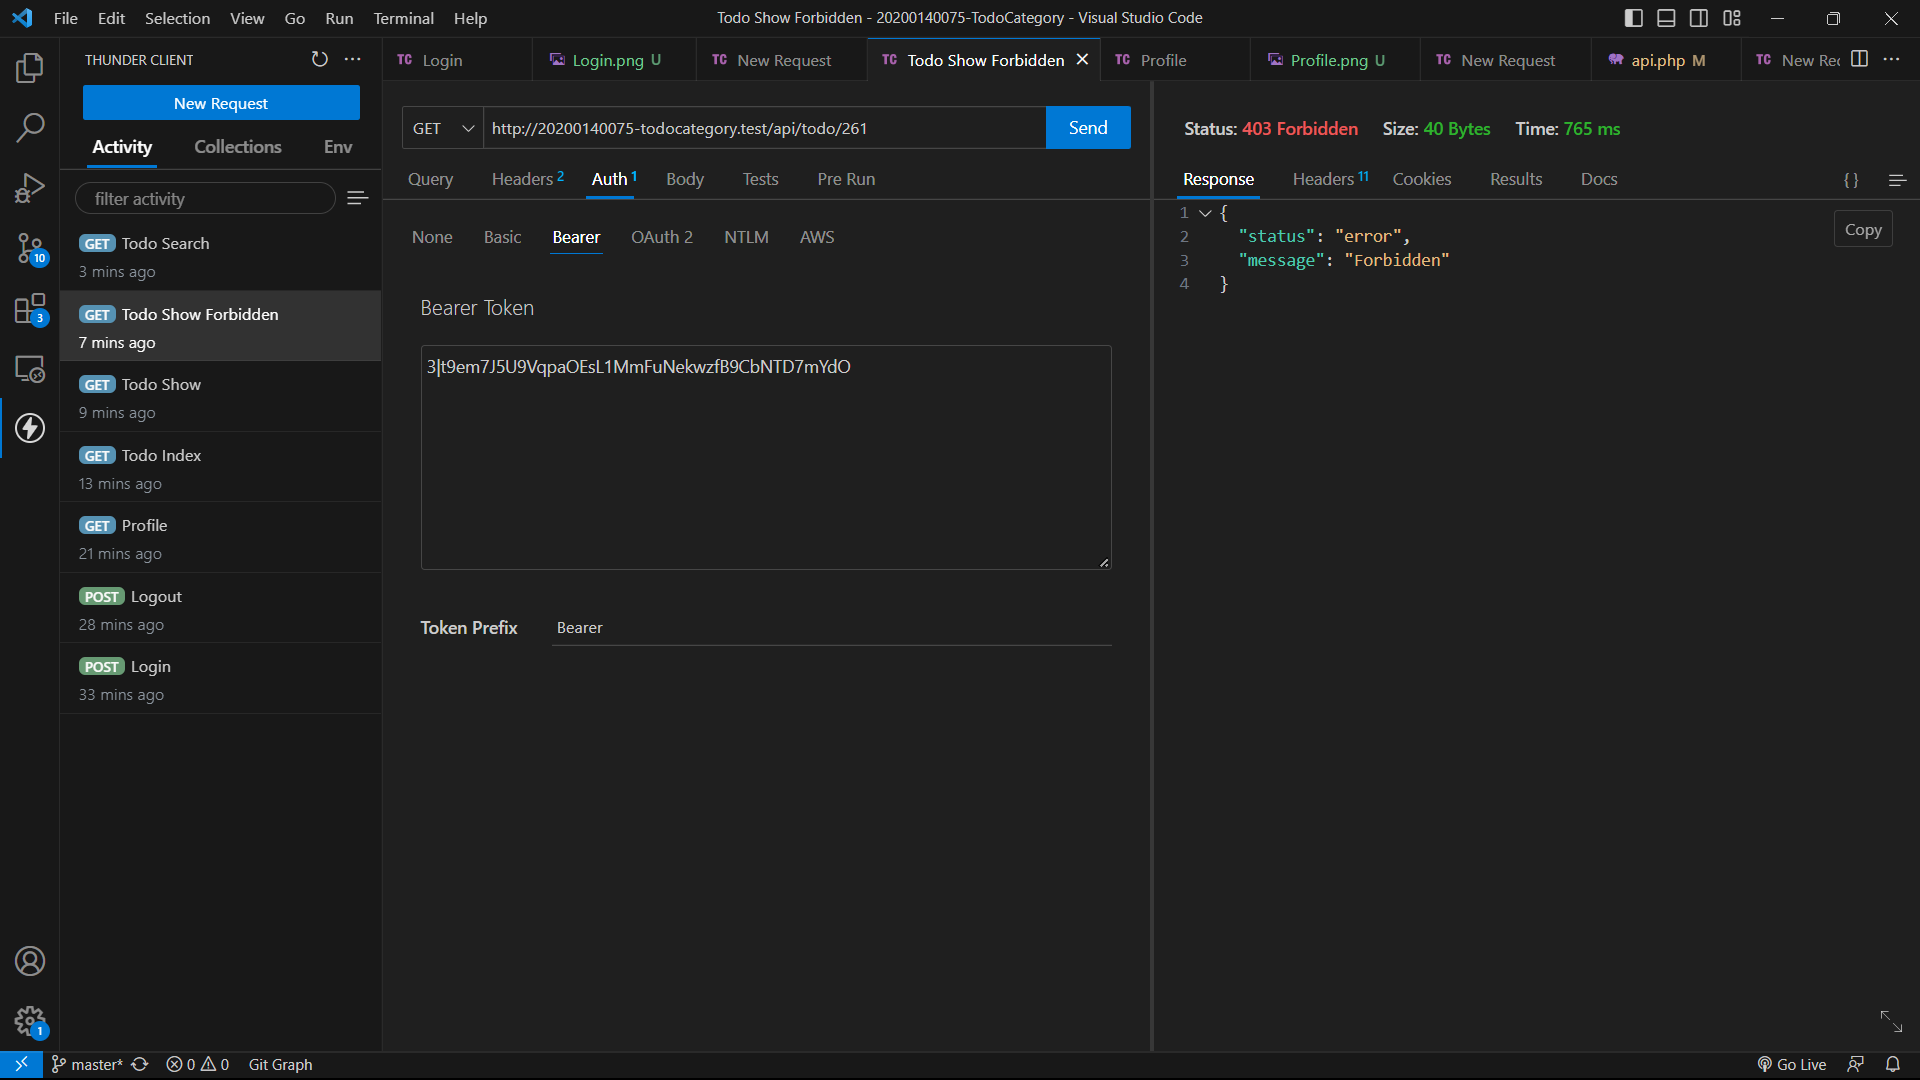 File Edit Selection View Go Run Terminal Help
Todo Show Forbidden - 20200140075-TodoCategory - Visual Studio Code
THUNDER CLIENT
New Request
Activity Collections Env
filter activity
GET Todo Search
3 mins ago
GET Todo Show Forbidden
7 mins ago
GET Todo Show
9 mins ago
GET Todo Index
13 mins ago
GET Profile
21 mins ago
POST Logout
28 mins ago
POST Login
33 mins ago
10
3
1
TC Login
Login.png U
TC New Request
TC Todo Show Forbidden
TC Profile
Profile.png U
TC New Request
api.php M
TC New Rec
GET http://20200140075-todocategory.test/api/todo/261 Send
Query Headers 2 Auth 1 Body Tests Pre Run
None Basic Bearer OAuth 2 NTLM AWS
Bearer Token
3|t9em7J5U9VqpaOEsL1MmFuNekwzfB9CbNTD7mYdO
Token Prefix Bearer
Status: 403 Forbidden Size: 40 Bytes Time: 765 ms
Response Headers 11 Cookies Results Docs { }
Copy
1 {
2 "status": "error",
3 "message": "Forbidden"
4 }
master* 0 0 Git Graph
Go Live